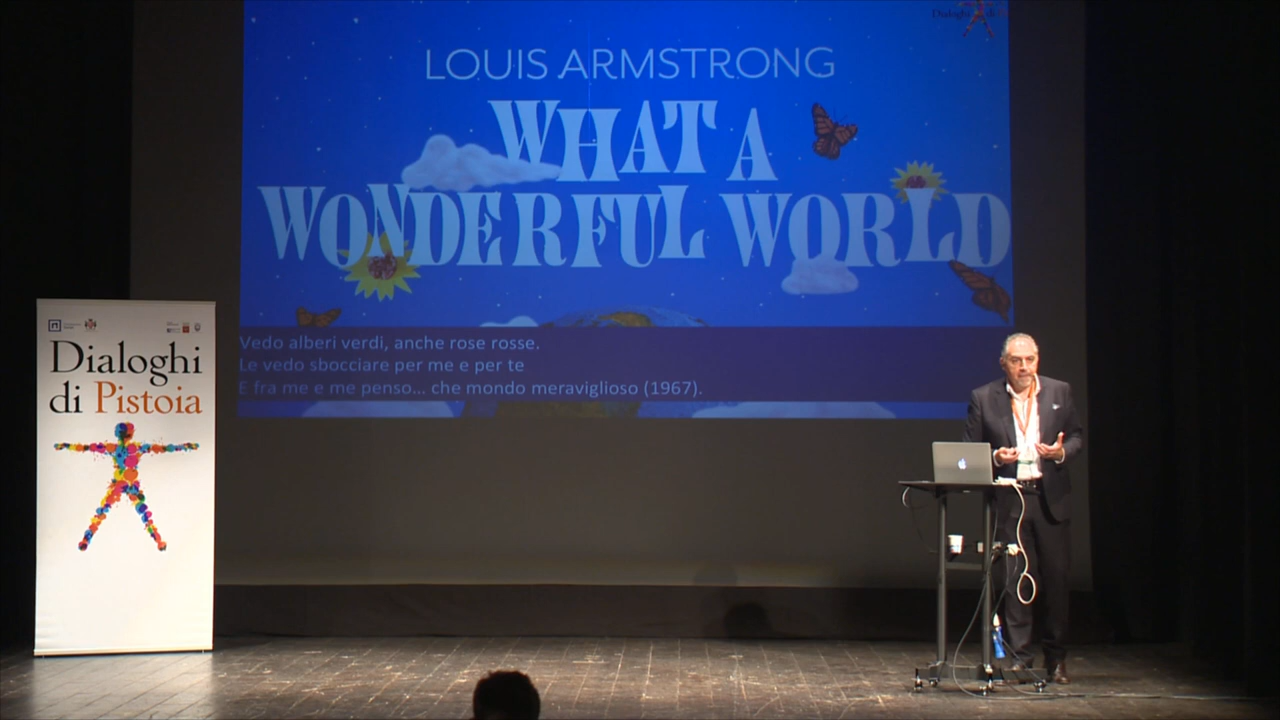 LOUIS ARMSTRONG
WHAT A
WONDERFUL WORLD
Vedo alberi verdi, anche rose rosse.
Le vedo sbocciare per me e per te
E fra me e me penso... che mondo meraviglioso (1967).
Dialoghi
di Pistoia